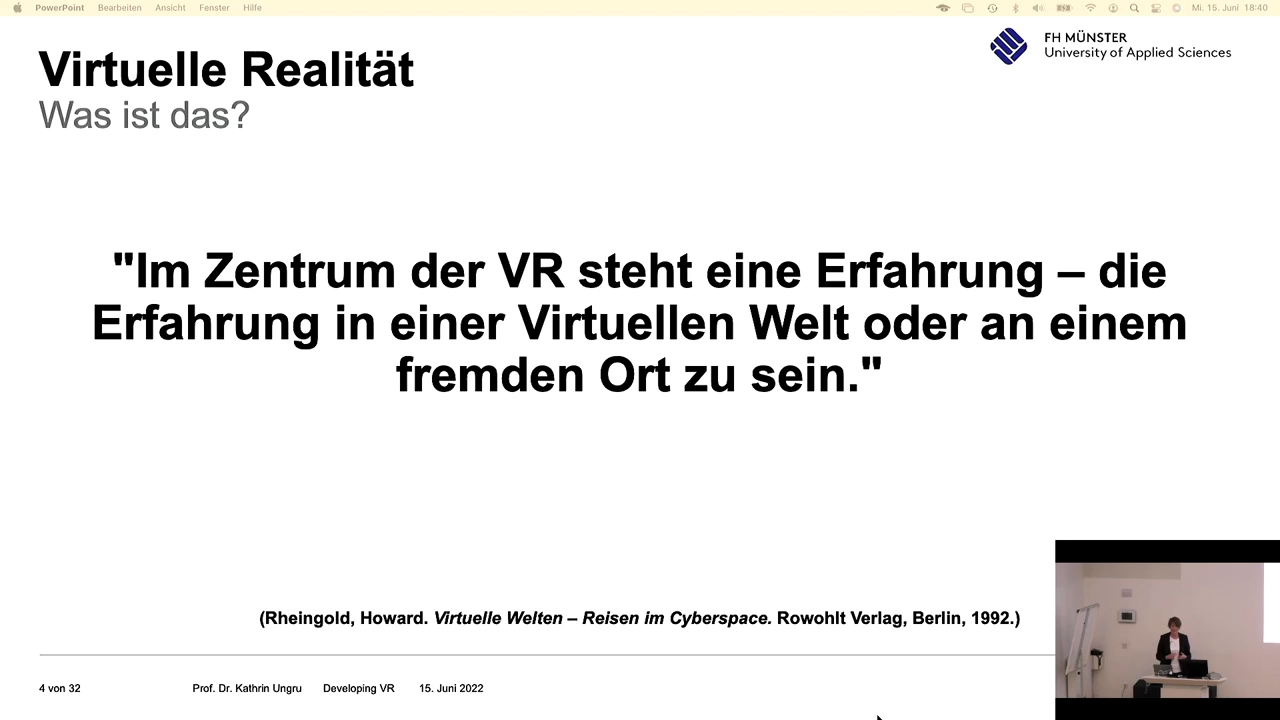 PowerPoint Bearbeiten Ansicht Fenster Hilfe Mi. 15. Juni 18:40
FH MÜNSTER
University of Applied Sciences
Virtuelle Realität
Was ist das?
"Im Zentrum der VR steht eine Erfahrung – die
Erfahrung in einer Virtuellen Welt oder an einem
fremden Ort zu sein."
(Rheingold, Howard. Virtuelle Welten – Reisen im Cyberspace. Rowohlt Verlag, Berlin, 1992.)
4 von 32 Prof. Dr. Kathrin Ungru Developing VR 15. Juni 2022